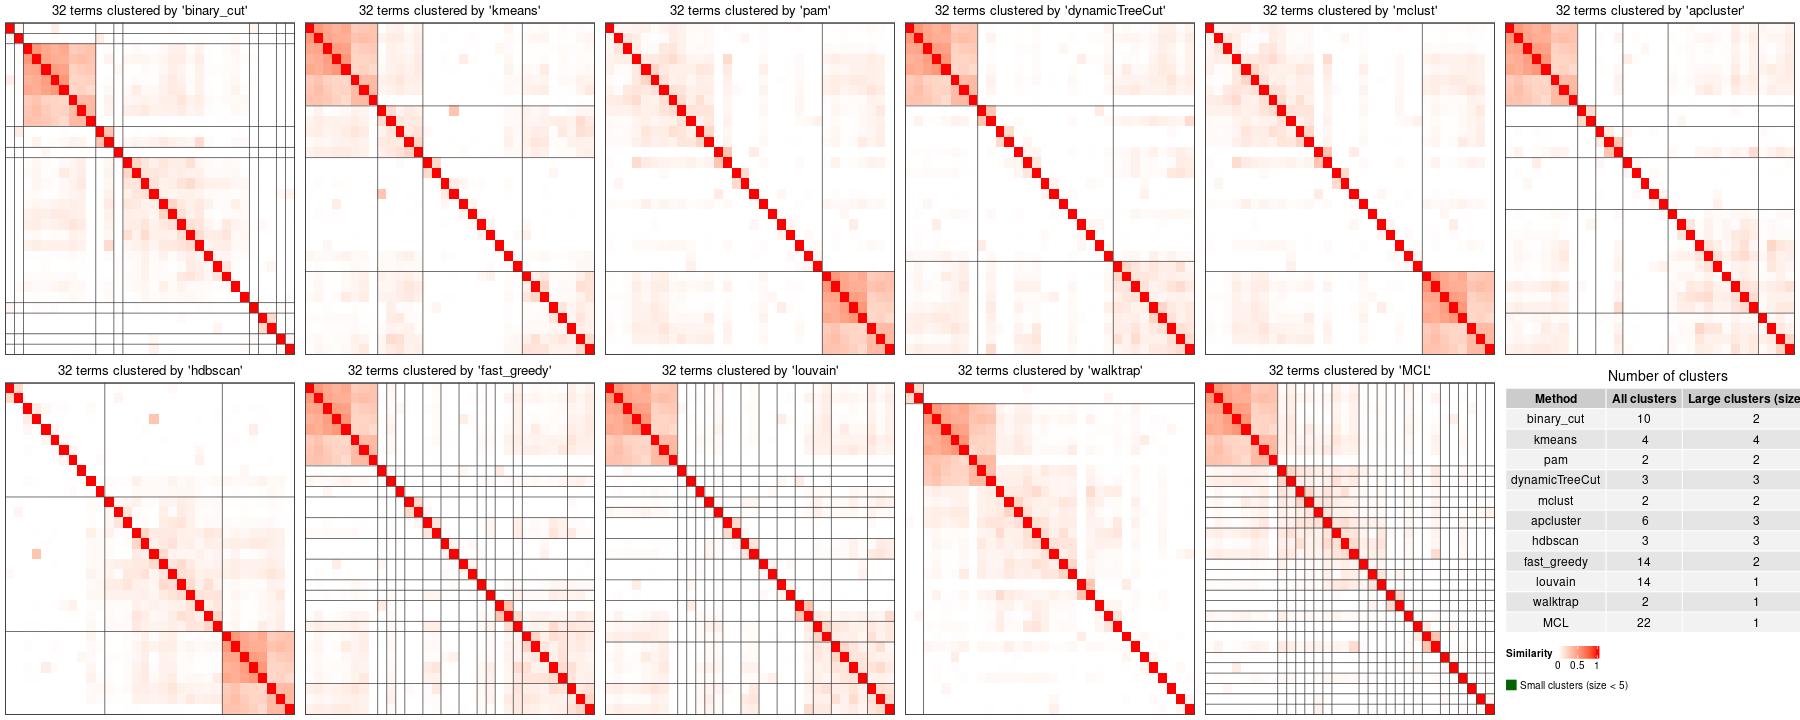 32 terms clustered by 'binary_cut'
32 terms clustered by 'kmeans'
32 terms clustered by 'pam'
32 terms clustered by 'dynamicTreeCut'
32 terms clustered by 'mclust'
32 terms clustered by 'apcluster'
32 terms clustered by 'hdbscan'
32 terms clustered by 'fast_greedy'
32 terms clustered by 'louvain'
32 terms clustered by 'walktrap'
32 terms clustered by 'MCL'
Number of clusters
Method All clusters Large clusters (size
binary_cut 10 2
kmeans 4 4
pam 2 2
dynamicTreeCut 3 3
mclust 2 2
apcluster 6 3
hdbscan 3 3
fast_greedy 14 2
louvain 14 1
walktrap 2 1
MCL 22 1
Similarity
0 0.5 1
Small clusters (size < 5)